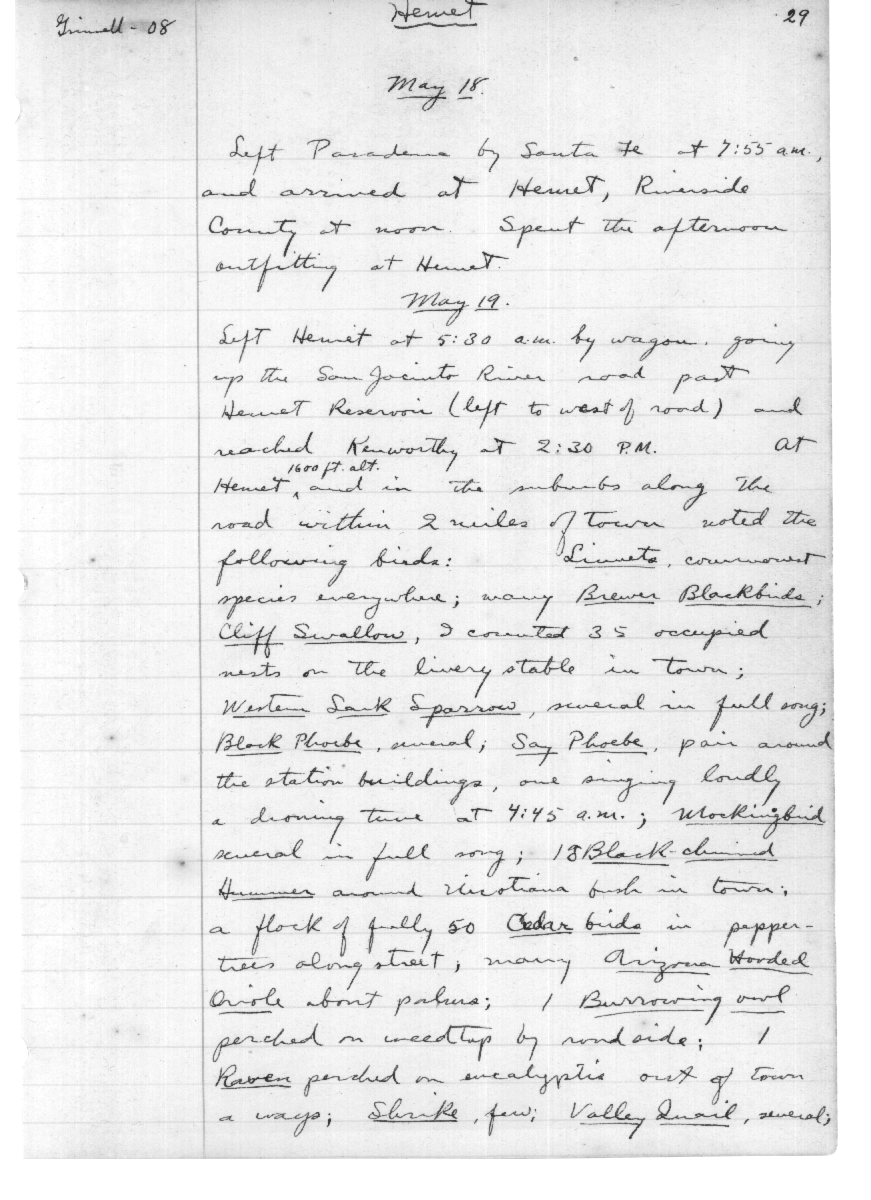 Hemet
29
Grinnell - 08
May 18.
Left Pasadena by Santa Fe at 7:55 a.m.,
and arrived at Hemet, Riverside
County at noon. Spent the afternoon
outfitting at Hemet.
May 19.
Left Hemet at 5:30 a.m. by wagon, going
up the San Jacinto River road past
Hemet Reservoir (left to west of road) and
reached Kenworthy at 2:30 P.M. At
1600 ft. alt.
Hemet ^ and in the suburbs along the
road within 2 miles of town noted the
following birds: Linnets, commonest
species everywhere; many Brewer Blackbirds;
Cliff Swallow, I counted 35 occupied
nests on the livery stable in town;
Western Lark Sparrow, several in full song;
Black Phoebe, several; Say Phoebe, pair around
the station buildings, one singing loudly
a droning tune at 4:45 a.m.; Mockingbird
several in full song; 1 Black-chinned
Hummer around Nicotiana bush in town;
a flock of fully 50 Cedar birds in pepper-
trees along street; many Arizona Hooded
Oriole about palms; 1 Burrowing owl
perched on weedtop by roadside; 1
Raven perched on eucalyptis out of town
a ways; Shrike, few; Valley Quail, several;